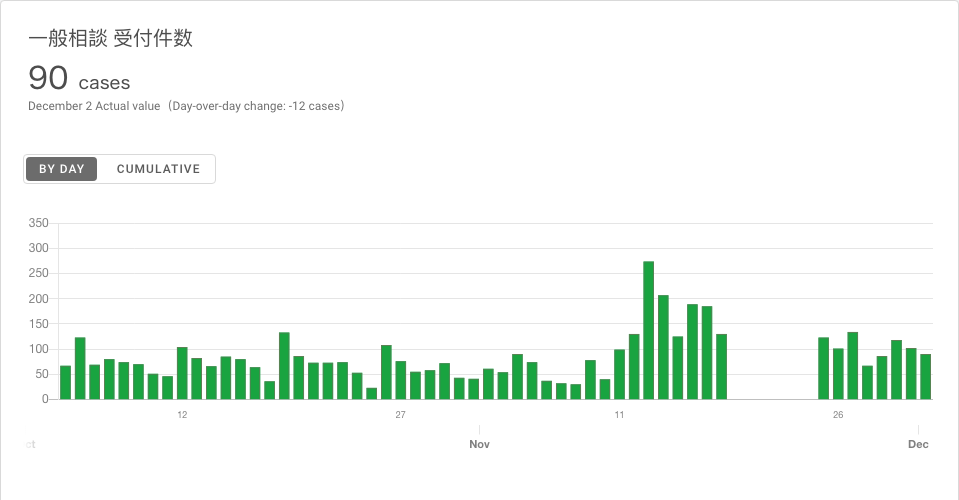 一般相談 受付件数
90 cases
December 2 Actual value（Day-over-day change: -12 cases）
BY DAY CUMULATIVE
350
300
250
200
150
100
50
0
12 27 11 26
ct Nov Dec